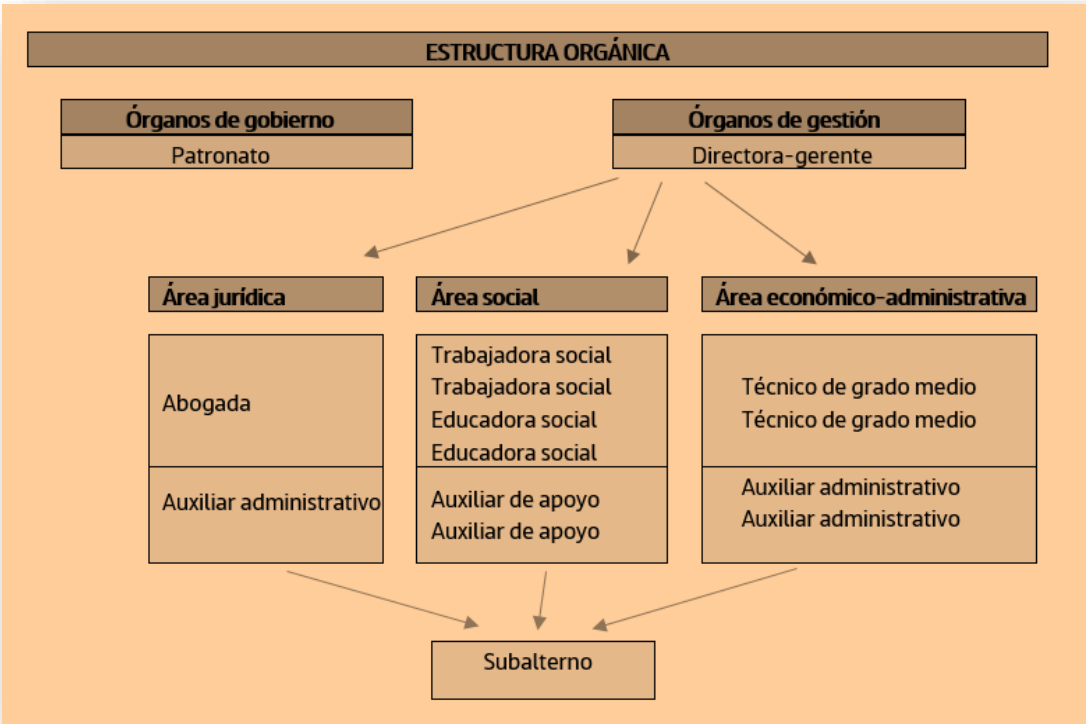 ESTRUCTURA ORGÁNICA
Órganos de gobierno
Patronato
Órganos de gestión
Directora-gerente
Área jurídica
Abogada
Auxiliar administrativo
Área social
Trabajadora social
Trabajadora social
Educadora social
Educadora social
Auxiliar de apoyo
Auxiliar de apoyo
Área económico-administrativa
Técnico de grado medio
Técnico de grado medio
Auxiliar administrativo
Auxiliar administrativo
Subalterno